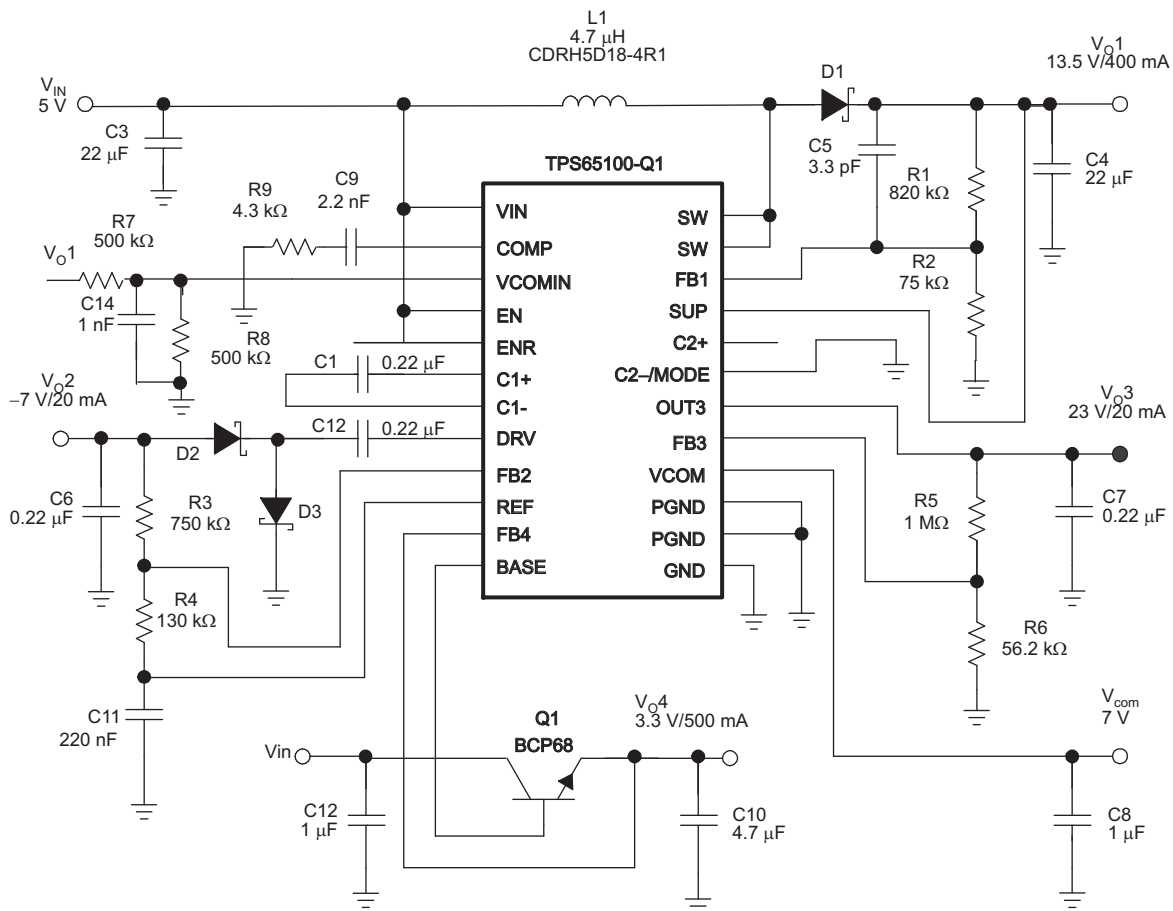 L1
4.7 μH
CDRH5D18-4R1
VO1
13.5 V/400 mA
VIN
5 V
D1
C3
22 μF
C5
3.3 pF
R1
820 kΩ
C4
22 μF
TPS65100-Q1
R9
4.3 kΩ
C9
2.2 nF
R7
500 kΩ
VO1
C14
1 nF
R8
500 kΩ
R2
75 kΩ
VIN
COMP
VCOMIN
EN
ENR
C1+
C1-
DRV
FB2
REF
FB4
BASE
SW
SW
FB1
SUP
C2+
C2–/MODE
OUT3
FB3
VCOM
PGND
PGND
GND
C1
0.22 μF
C12
0.22 μF
VO2
–7 V/20 mA
D2
D3
C6
0.22 μF
R3
750 kΩ
R4
130 kΩ
C11
220 nF
VO3
23 V/20 mA
R5
1 MΩ
C7
0.22 μF
R6
56.2 kΩ
Vin
Q1
BCP68
VO4
3.3 V/500 mA
C12
1 μF
C10
4.7 μF
Vcom
7 V
C8
1 μF